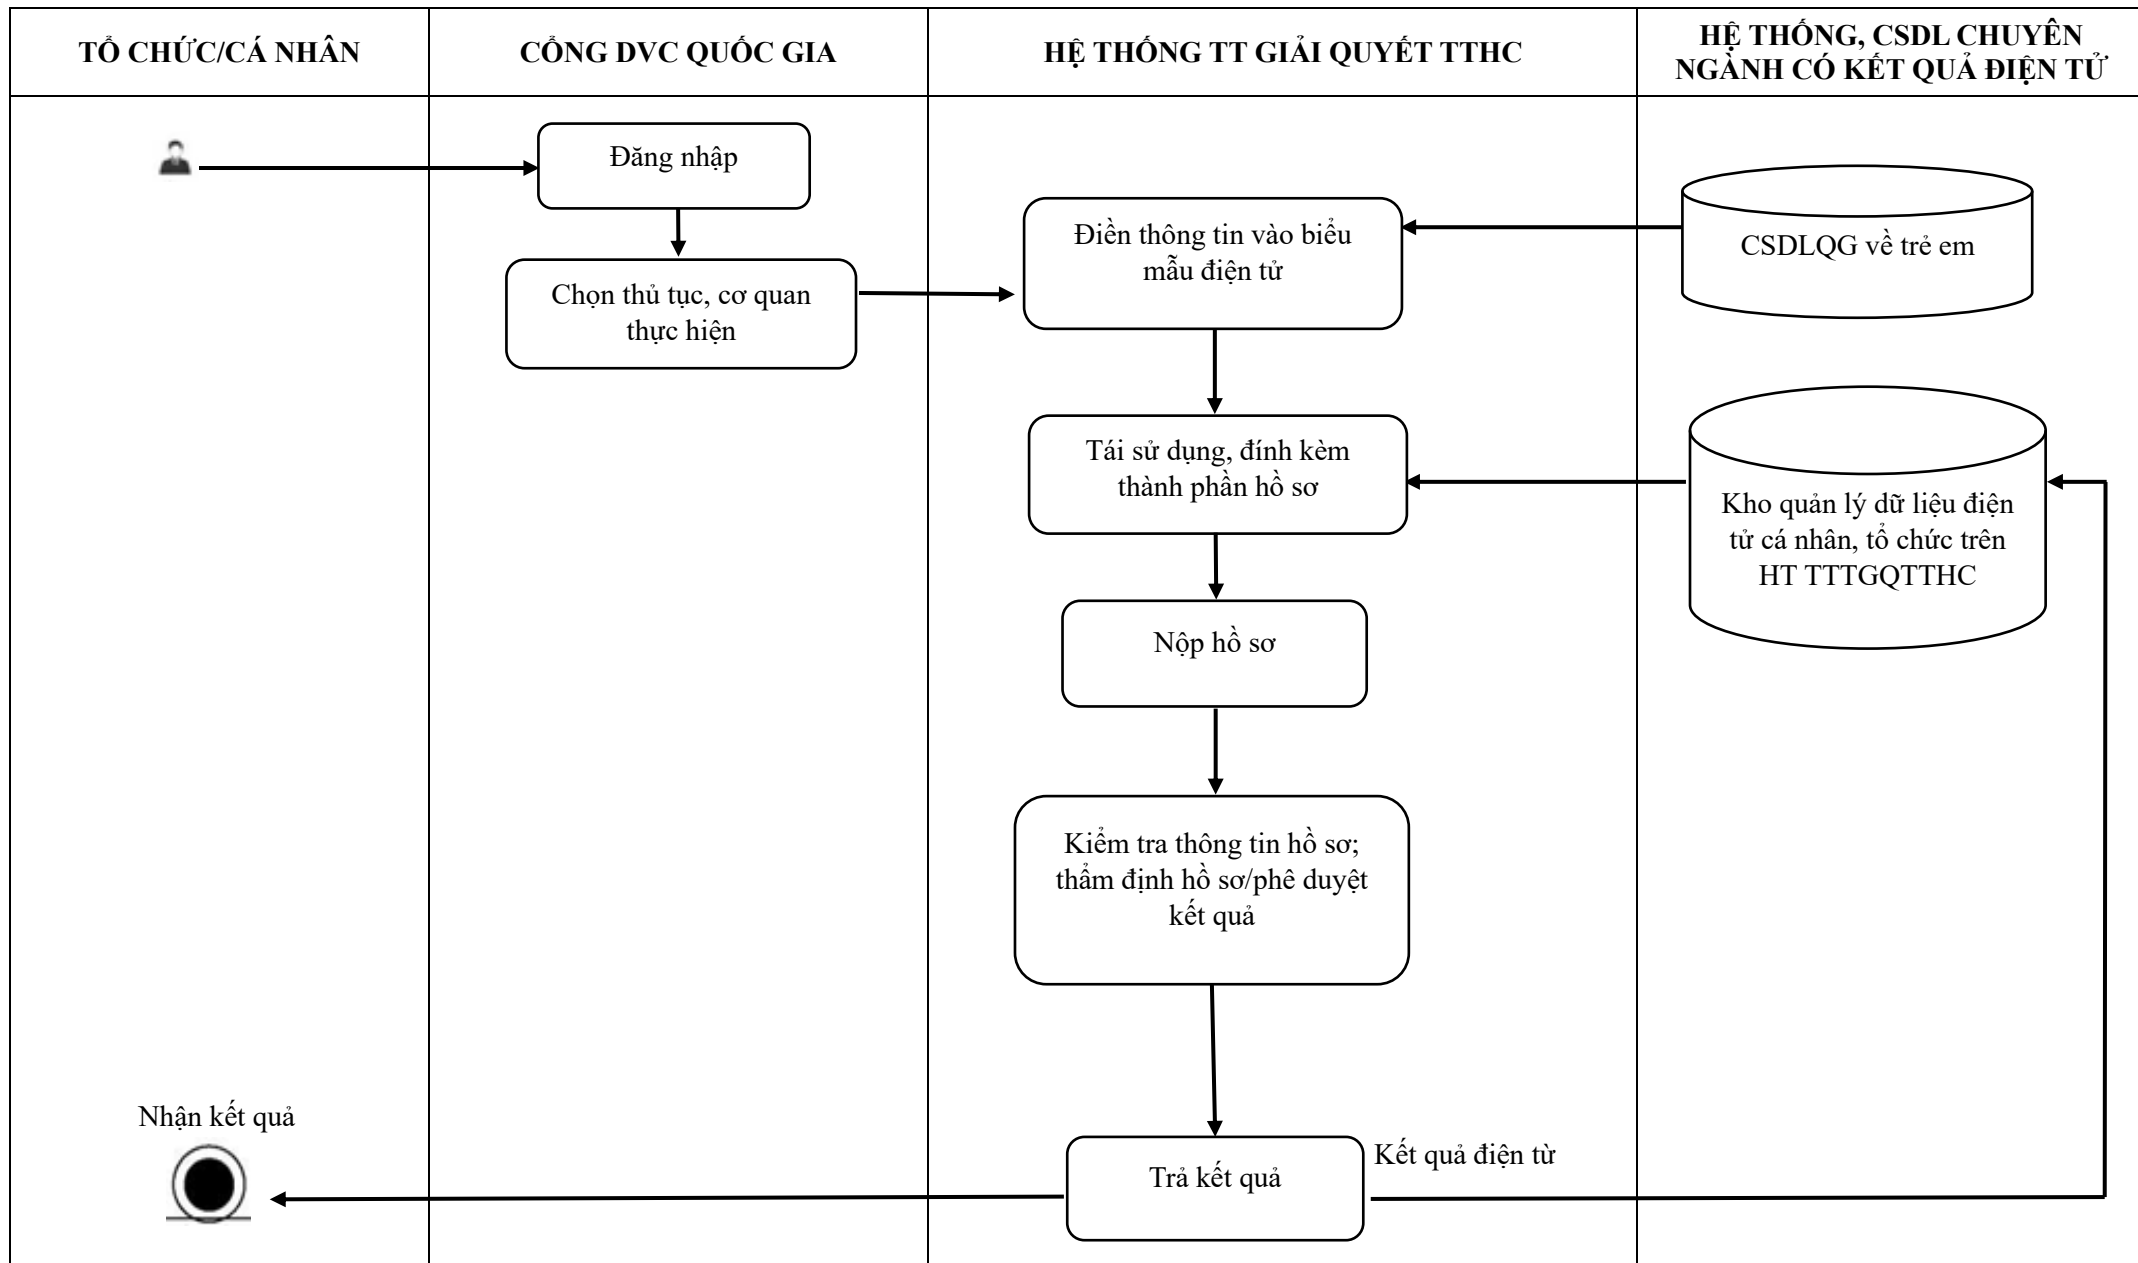 TỔ CHỨC/CÁ NHÂN
CỔNG DVC QUỐC GIA
HỆ THỐNG TT GIẢI QUYẾT TTHC
HỆ THỐNG, CSDL CHUYÊN
NGÀNH CÓ KẾT QUẢ ĐIỆN TỬ
Đăng nhập
Chọn thủ tục, cơ quan
thực hiện
Điền thông tin vào biểu
mẫu điện tử
CSDLQG về trẻ em
Tái sử dụng, đính kèm
thành phần hồ sơ
Kho quản lý dữ liệu điện
tử cá nhân, tổ chức trên
HT TTTGQTTHC
Nộp hồ sơ
Kiểm tra thông tin hồ sơ;
thẩm định hồ sơ/phê duyệt
kết quả
Nhận kết quả
Trả kết quả
Kết quả điện từ